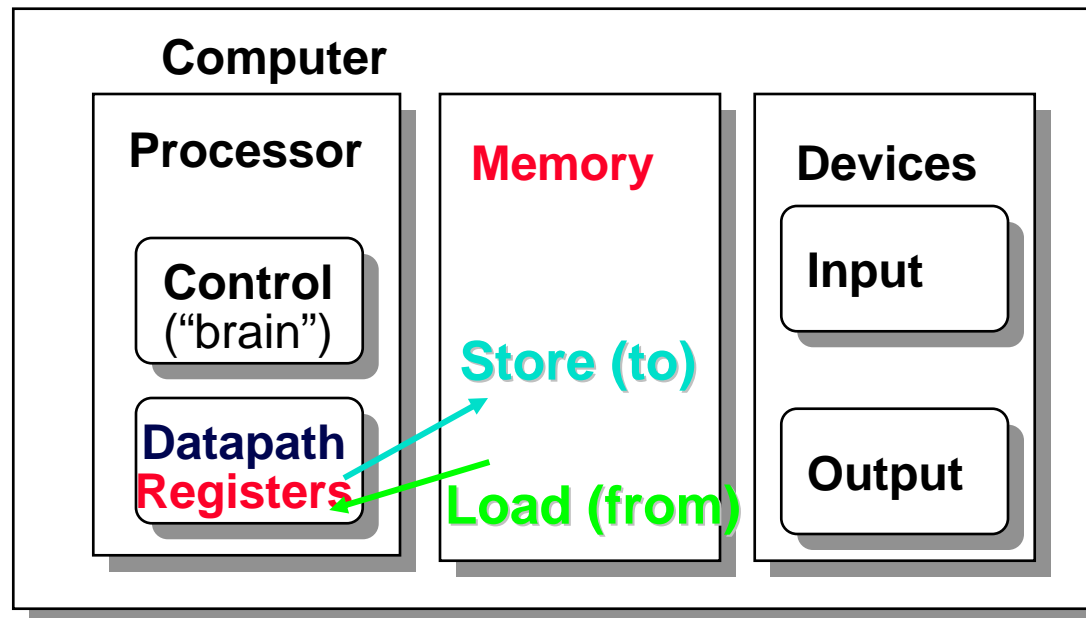 Computer
Processor
Control
(“brain”)
Datapath
Registers
Memory
Store (to)
Load (from)
Devices
Input
Output